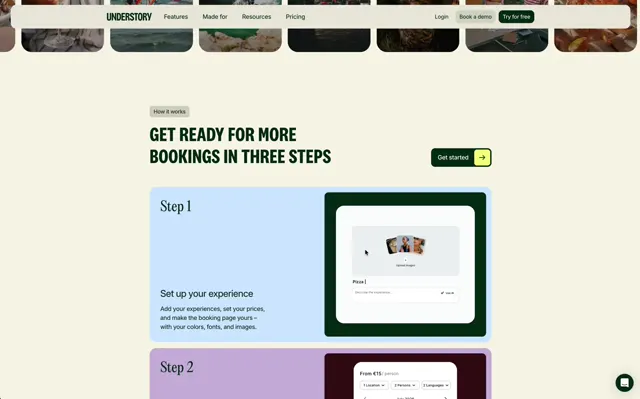 UNDERSTORY
Features
Made for
Resources
Pricing
Login
Book a demo
Try for free
How it works
GET READY FOR MORE
BOOKINGS IN THREE STEPS
Get started
Step 1
Pizza
Set up your experience
Add your experiences, set your prices,
and make the booking page yours –
with your colors, fonts, and images.
Step 2
From €15 / person
1 Location
2 Persons
2 Languages